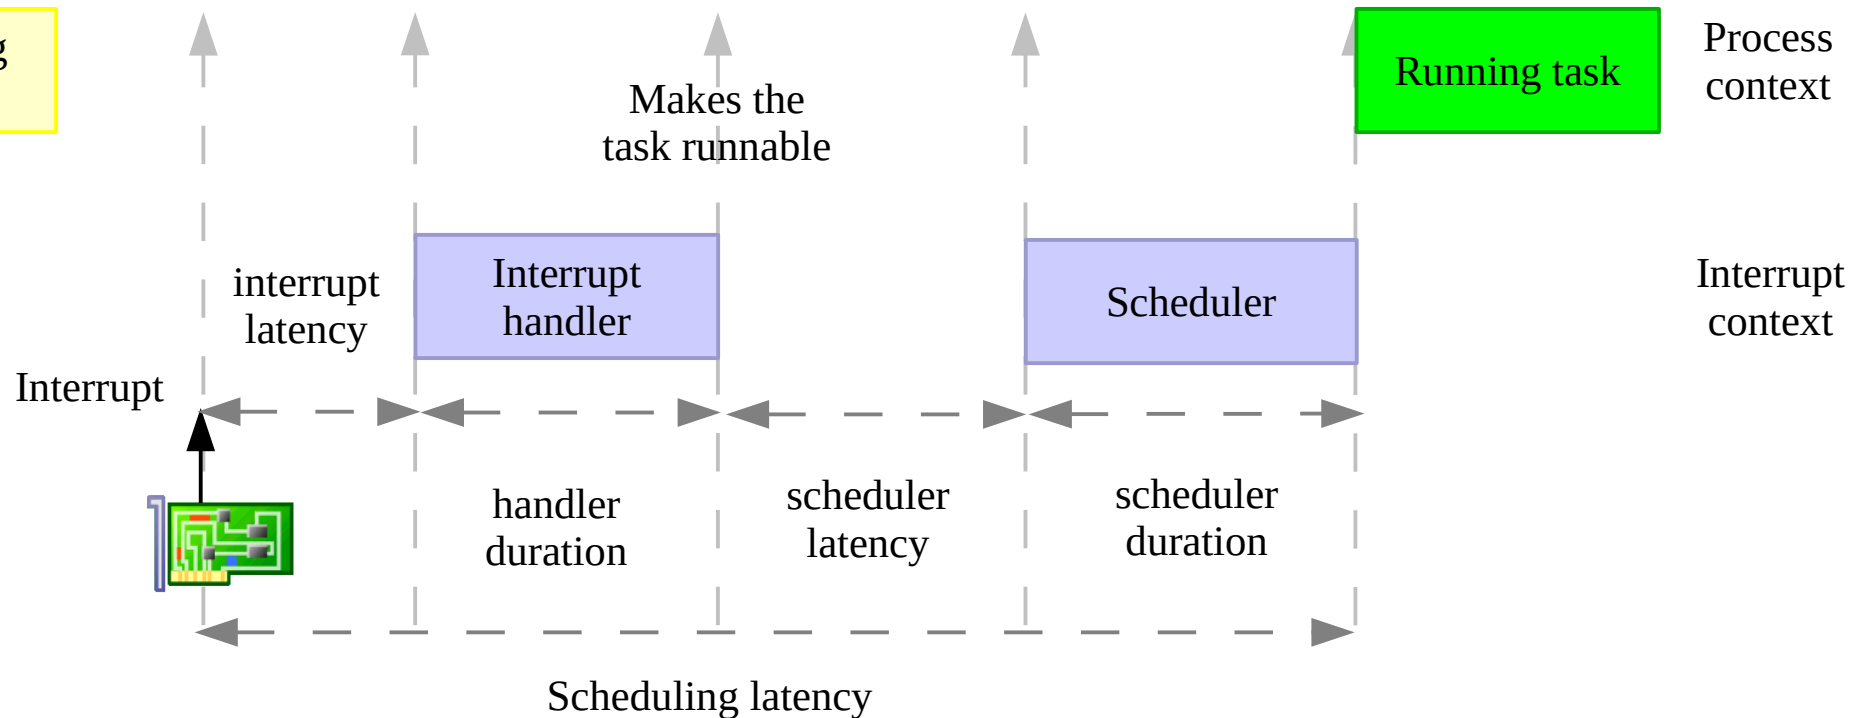 Makes the
task runnable
Running task
Process
context
interrupt
latency
Interrupt
handler
Scheduler
Interrupt
context
Interrupt
handler
duration
scheduler
latency
scheduler
duration
Scheduling latency